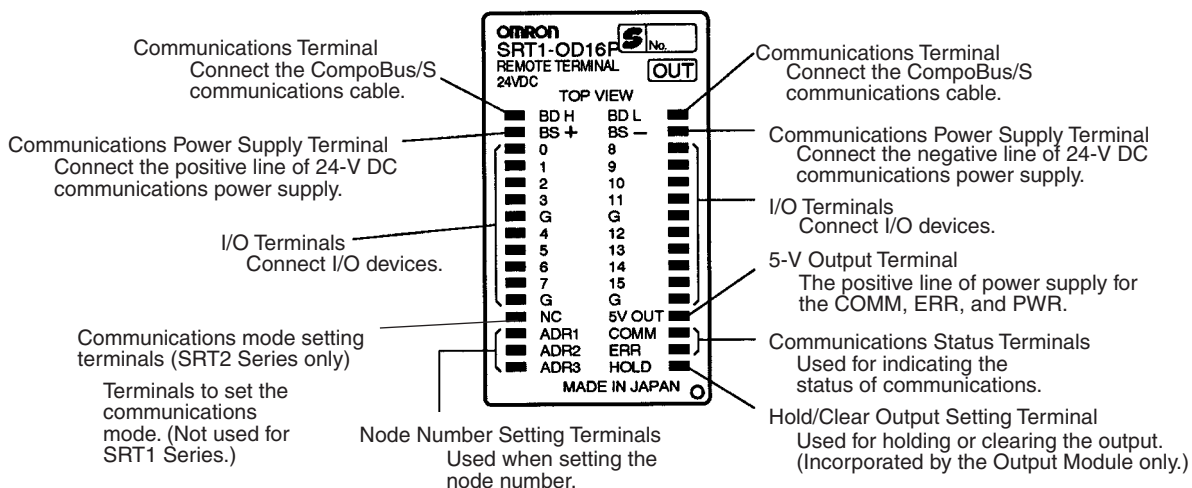 Communications Terminal
Connect the CompoBus/S
communications cable.
Communications Power Supply Terminal
Connect the positive line of 24-V DC
communications power supply.
I/O Terminals
Connect I/O devices.
Communications mode setting
terminals (SRT2 Series only)
Terminals to set the
communications
mode. (Not used for
SRT1 Series.)
Node Number Setting Terminals
Used when setting the
node number.
OMRON
SRT1-OD16P
S No.
REMOTE TERMINAL
24VDC
OUT
TOP VIEW
BD H BD L
BS + BS −
0 8
1 9
2 10
3 11
G G
4 12
5 13
6 14
7 15
G G
NC 5V OUT
ADR1 COMM
ADR2 ERR
ADR3 HOLD
MADE IN JAPAN
Communications Terminal
Connect the CompoBus/S
communications cable.
Communications Power Supply Terminal
Connect the negative line of 24-V DC
communications power supply.
I/O Terminals
Connect I/O devices.
5-V Output Terminal
The positive line of power supply for
the COMM, ERR, and PWR.
Communications Status Terminals
Used for indicating the
status of communications.
Hold/Clear Output Setting Terminal
Used for holding or clearing the output.
(Incorporated by the Output Module only.)